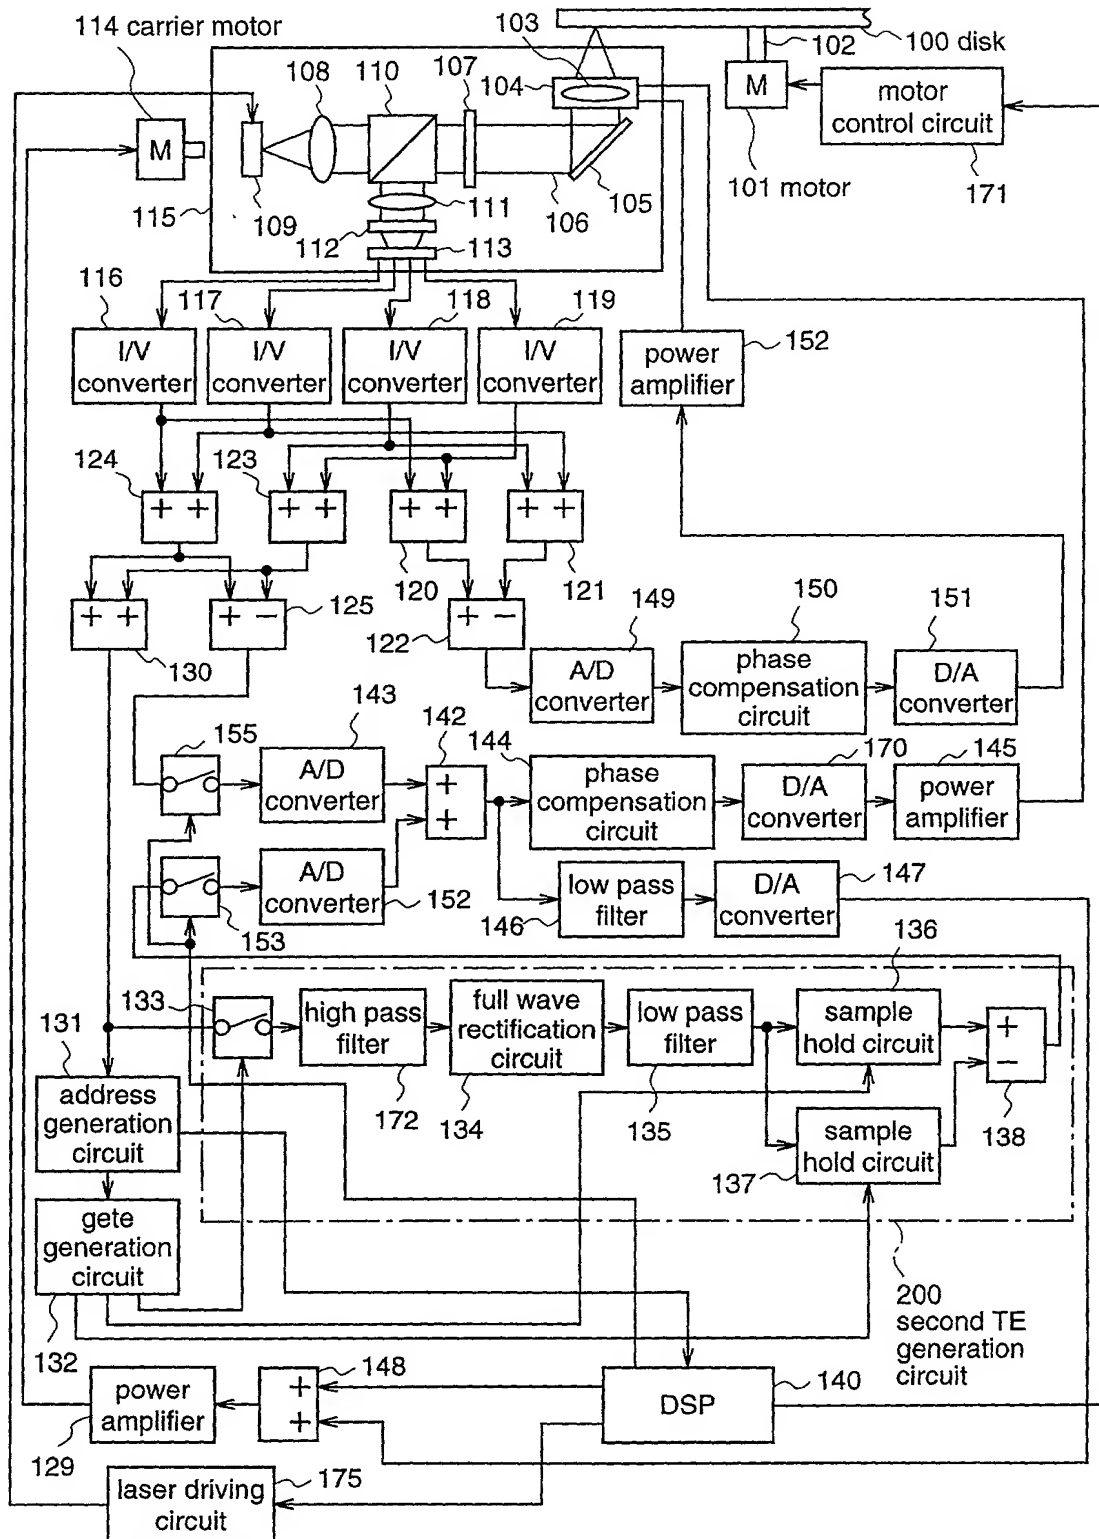 114 carrier motor
103
102
100 disk
108
110
107
104
M
M
motor
control circuit
101 motor
171
115
109
111
106
105
112
113
116
117
118
119
I/V
converter
I/V
converter
I/V
converter
I/V
converter
power
amplifier
152
124
123
+ +
+ +
+ +
+ +
120
121
125
+ +
+ −
+ −
122
130
149
150
151
A/D
converter
phase
compensation
circuit
D/A
converter
155
143
142
144
170
145
A/D
converter
+
+
phase
compensation
circuit
D/A
converter
power
amplifier
A/D
converter
152
153
low pass
filter
146
D/A
converter
147
136
133
131
high pass
filter
full wave
rectification
circuit
low pass
filter
sample
hold circuit
+
−
address
generation
circuit
172
134
135
sample
hold circuit
137
138
gete
generation
circuit
132
200
second TE
generation
circuit
148
140
power
amplifier
+
+
DSP
129
175
laser driving
circuit